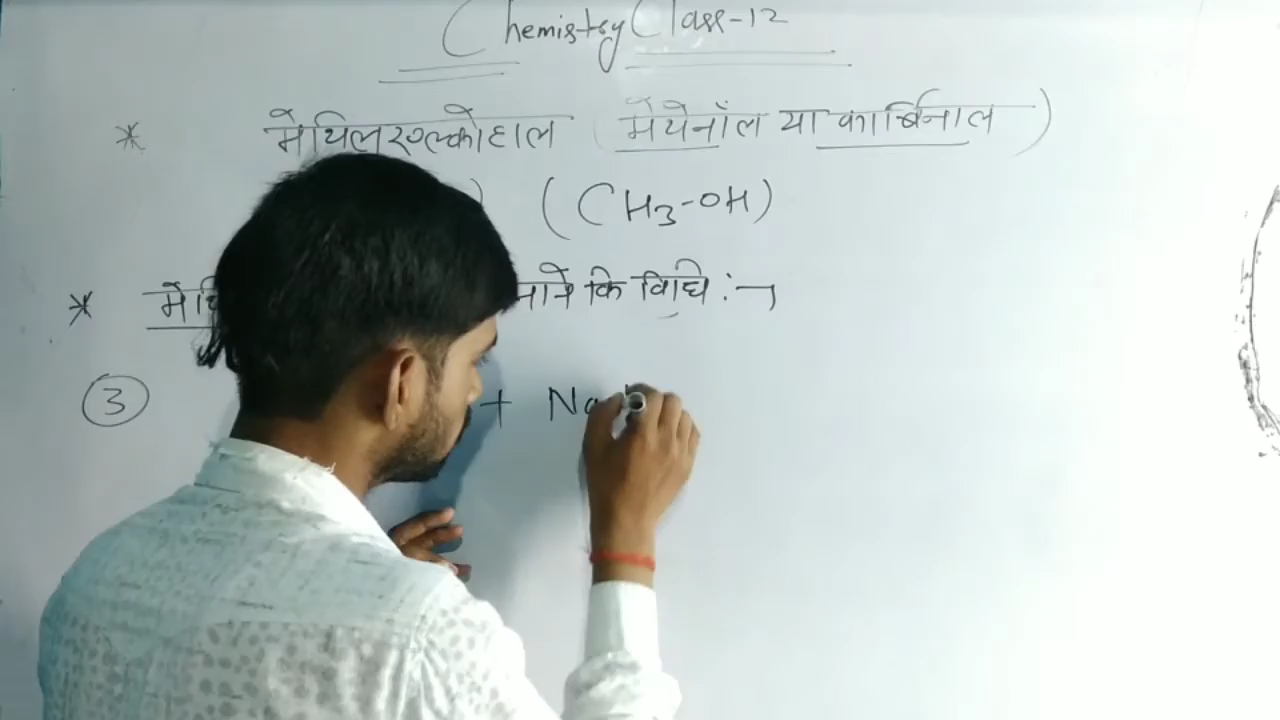 Chemistry Class-12
* मेथिलएल्कोहाल (मेथेनॉल या कार्बिनाल)
) (CH3-OH)
* कि विधि :-
③ + Na